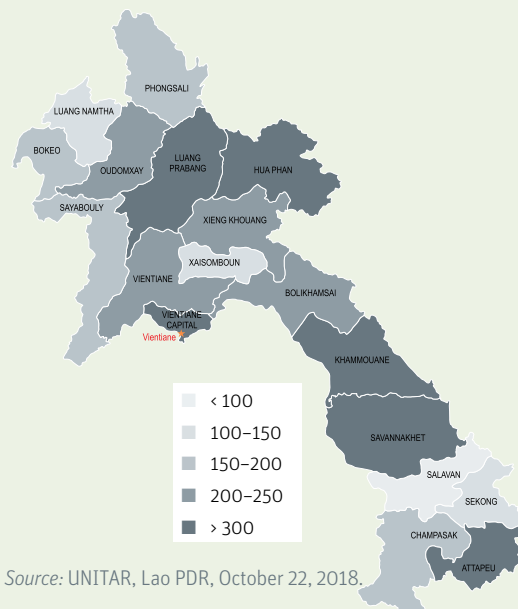 PHONGSALI
LUANG NAMTHA
BOKEO
OUDOMXAY
LUANG
PRABANG
HUA PHAN
SAYABOULY
XIENG KHOUANG
XAISOMBOUN
VIENTIANE
BOLIKHAMSAI
VIENTIANE
CAPITAL
Vientiane
KHAMMOUANE
< 100
100–150
150–200
200–250
> 300
SAVANNAKHET
SALAVAN
SEKONG
CHAMPASAK
ATTAPEU
Source: UNITAR, Lao PDR, October 22, 2018.